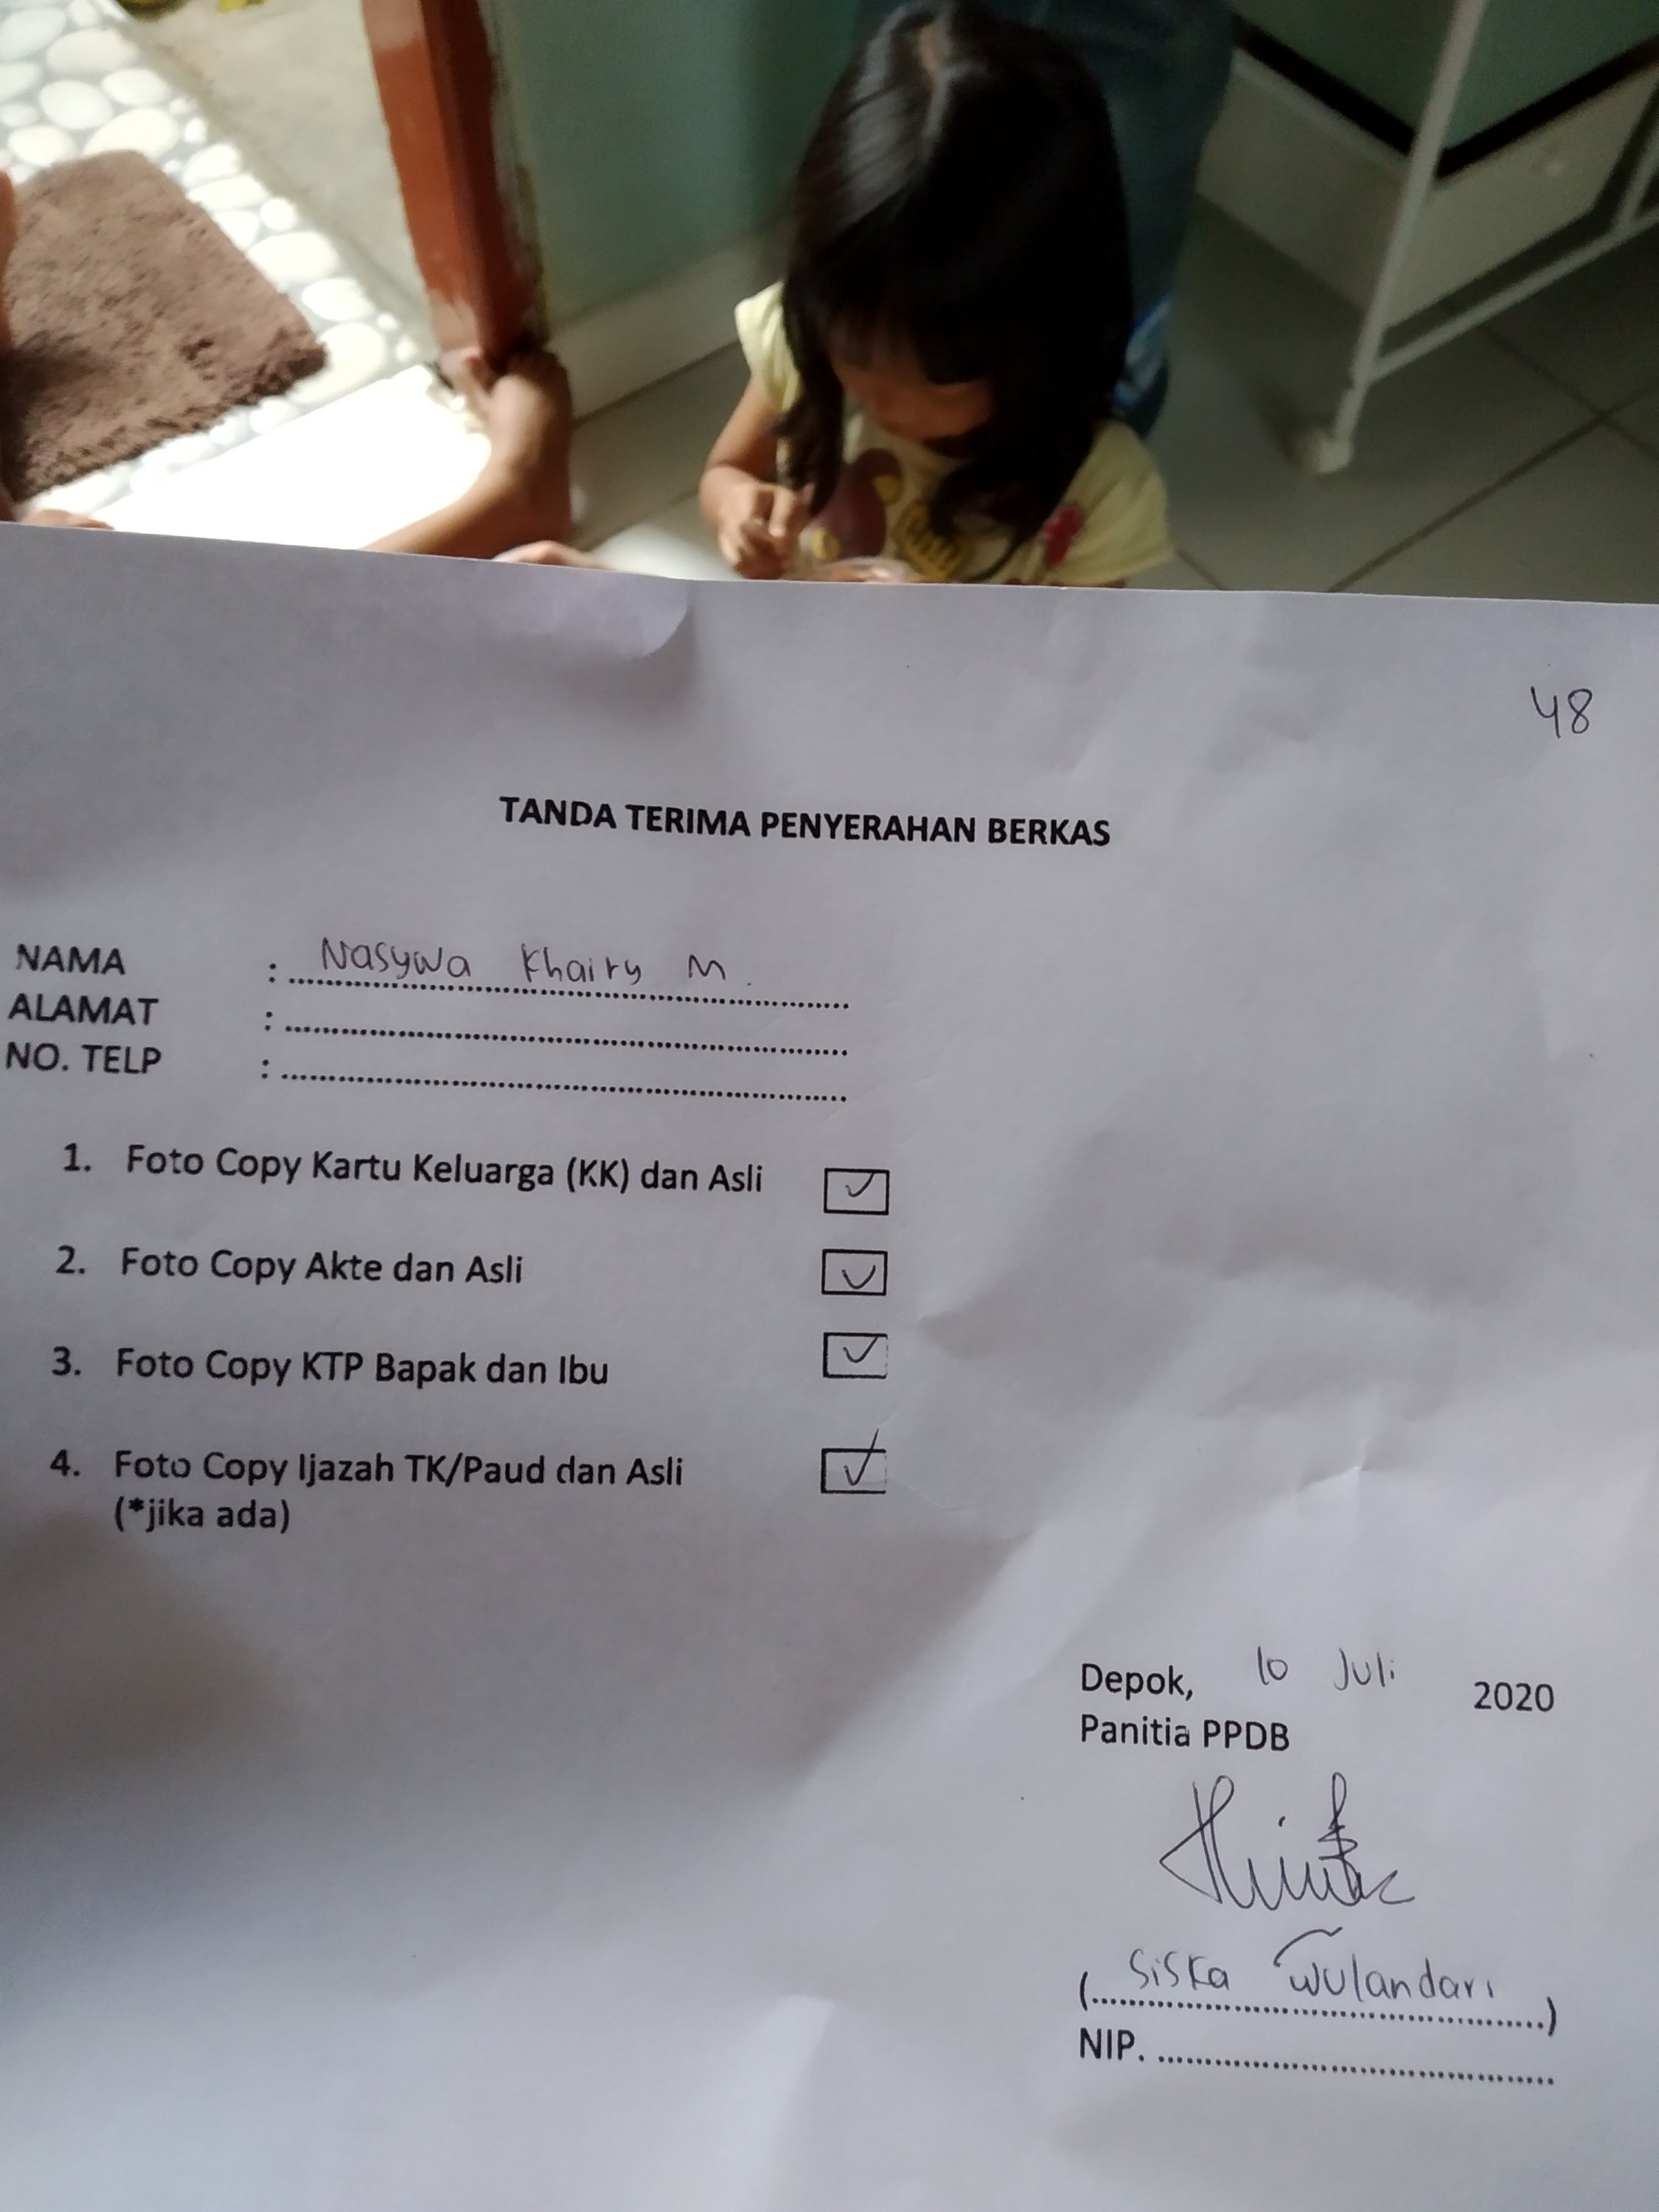 48
TANDA TERIMA PENYERAHAN BERKAS
NAMA : Nasywa Khairy M.
ALAMAT :
NO. TELP :
1. Foto Copy Kartu Keluarga (KK) dan Asli
2. Foto Copy Akte dan Asli
3. Foto Copy KTP Bapak dan Ibu
4. Foto Copy Ijazah TK/Paud dan Asli
(*jika ada)
Depok, 10 Juli 2020
Panitia PPDB
(Siska Wulandari)
NIP.